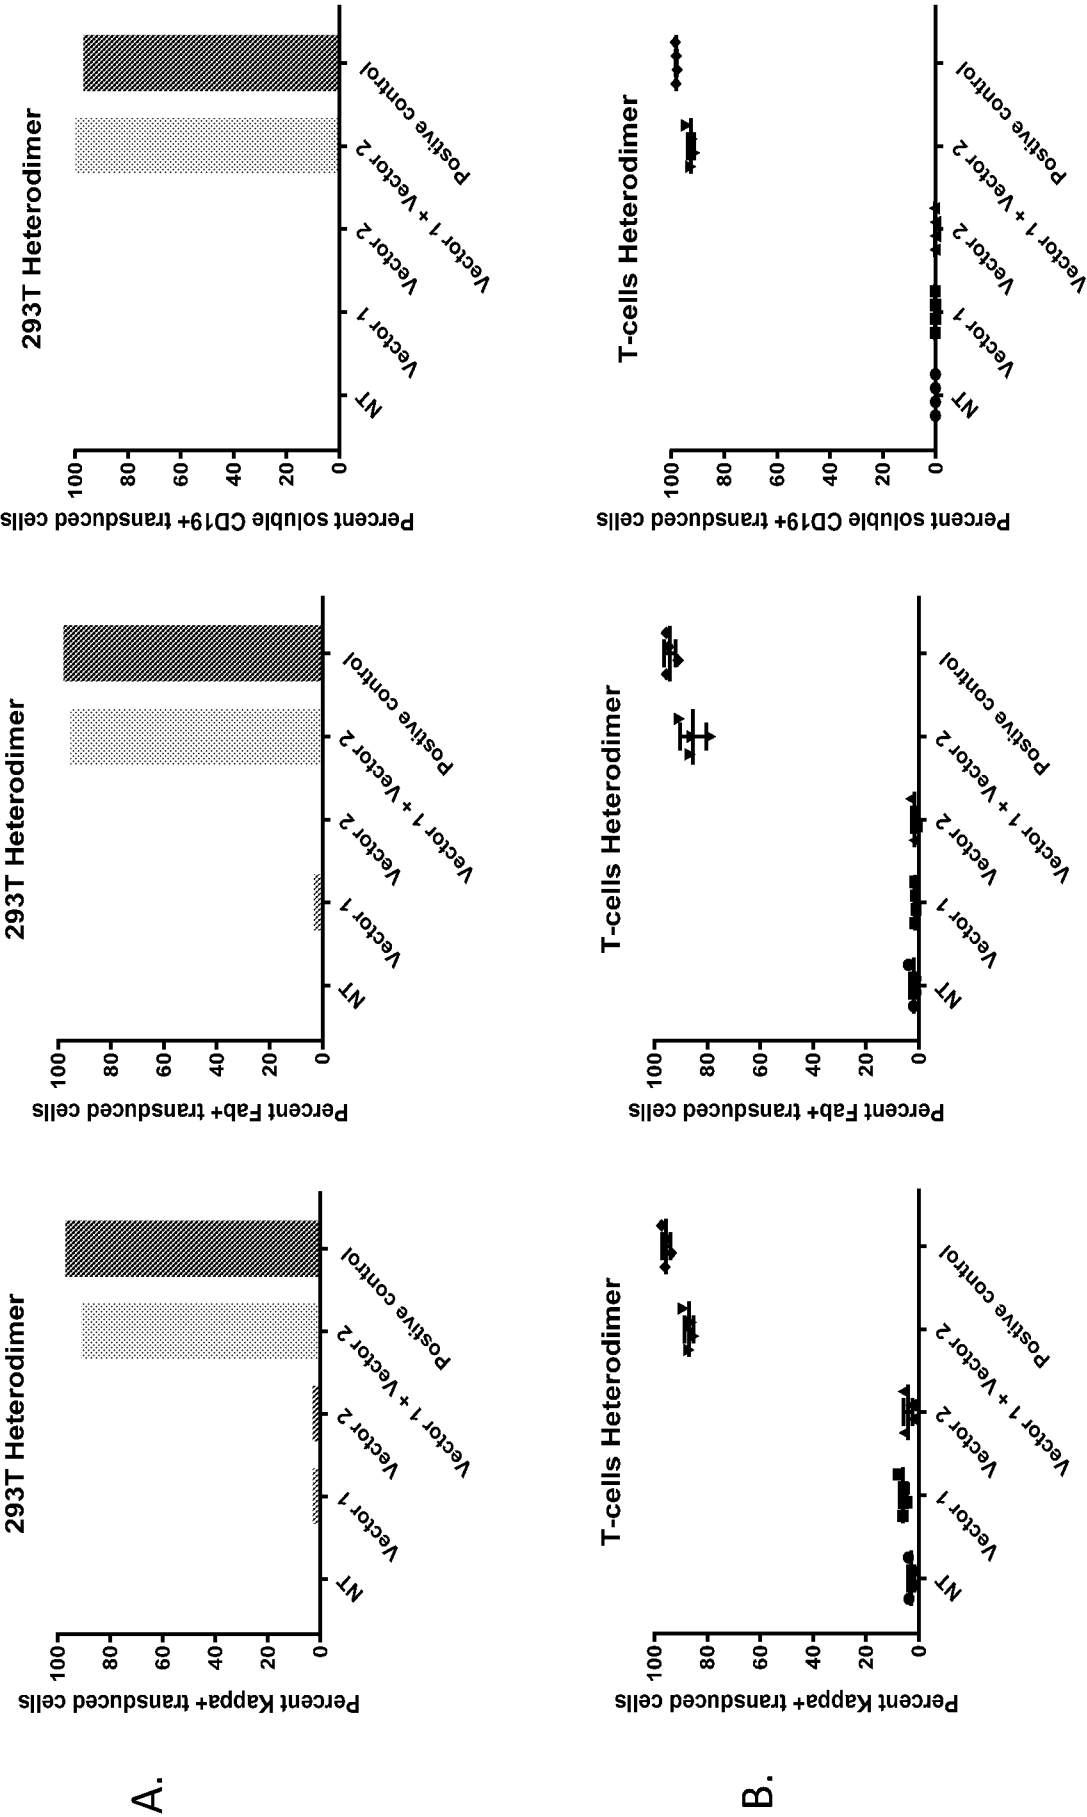 A.
293T Heterodimer
Percent Kappa+ transduced cells
100
80
60
40
20
0
NT
Vector 1
Vector 2
Vector 1 + Vector 2
Postive control
293T Heterodimer
Percent Fab+ transduced cells
100
80
60
40
20
0
NT
Vector 1
Vector 2
Vector 1 + Vector 2
Postive control
293T Heterodimer
Percent soluble CD19+ transduced cells
100
80
60
40
20
0
NT
Vector 1
Vector 2
Vector 1 + Vector 2
Postive control
B.
T-cells Heterodimer
Percent Kappa+ transduced cells
100
80
60
40
20
0
NT
Vector 1
Vector 2
Vector 1 + Vector 2
Postive control
T-cells Heterodimer
Percent Fab+ transduced cells
100
80
60
40
20
0
NT
Vector 1
Vector 2
Vector 1 + Vector 2
Postive control
T-cells Heterodimer
Percent soluble CD19+ transduced cells
100
80
60
40
20
0
NT
Vector 1
Vector 2
Vector 1 + Vector 2
Postive control